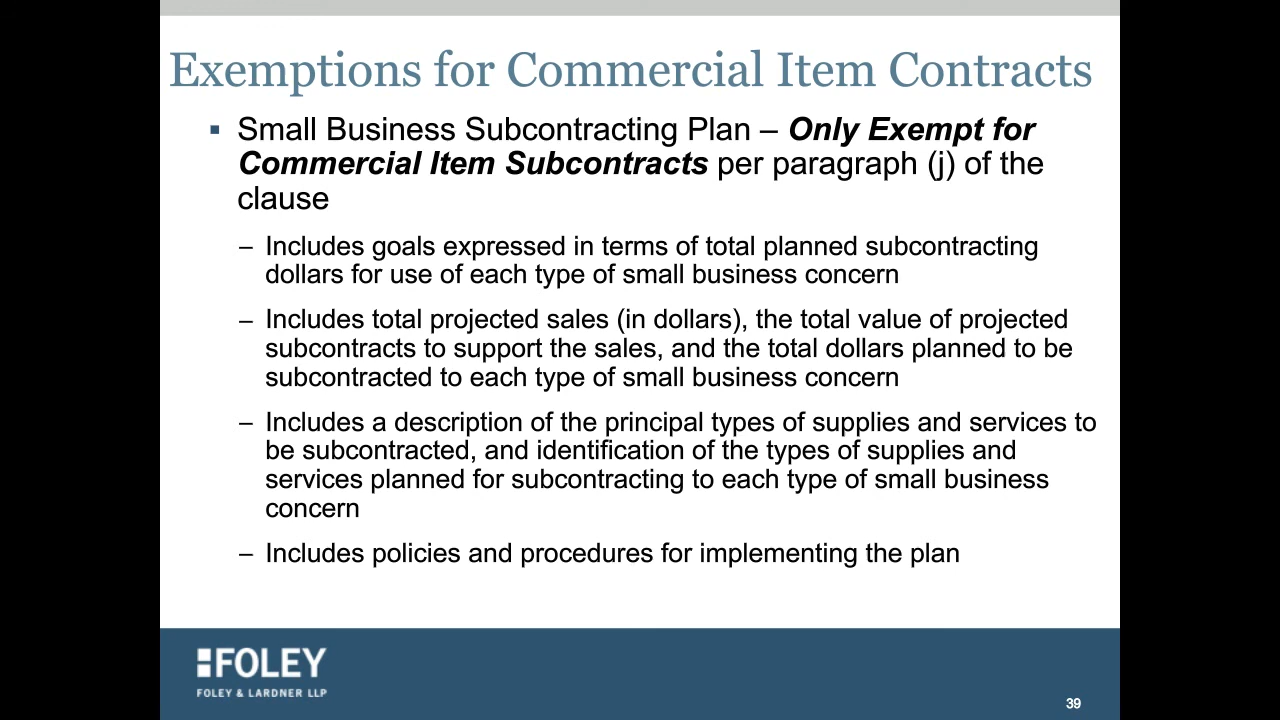 Exemptions for Commercial Item Contracts
▪ Small Business Subcontracting Plan – Only Exempt for
Commercial Item Subcontracts per paragraph (j) of the
clause
– Includes goals expressed in terms of total planned subcontracting
dollars for use of each type of small business concern
– Includes total projected sales (in dollars), the total value of projected
subcontracts to support the sales, and the total dollars planned to be
subcontracted to each type of small business concern
– Includes a description of the principal types of supplies and services to
be subcontracted, and identification of the types of supplies and
services planned for subcontracting to each type of small business
concern
– Includes policies and procedures for implementing the plan
FOLEY
FOLEY & LARDNER LLP
39